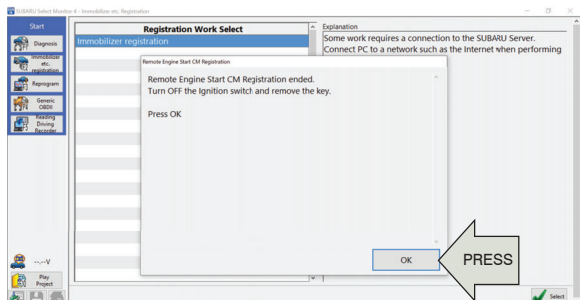 SUBARU Select Monitor 4 - Immobilizer etc. Registration
Start
Diagnosis
Immobilizer
etc.
registration
Reprogram
Generic
OBDII
Reading
Driving
Recorder
--.--V
Play
Project
Registration Work Select
Immobilizer registration
Explanation
Some work requires a connection to the SUBARU Server.
Connect PC to a network such as the Internet when performing
Remote Engine Start CM Registration
Remote Engine Start CM Registration ended.
Turn OFF the Ignition switch and remove the key.
Press OK
OK
PRESS
Select